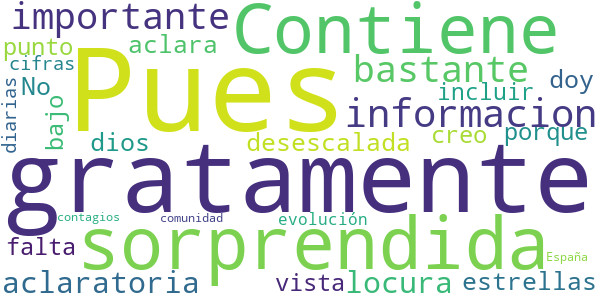 importante
Contiene
punto
aclara
Pues
bastante
cifras
No
incluir
doy
diarias
bajo
informacion
dios
desescalada
creo
porque
gratamente
contagios
comunidad
evolución
sorprendida
falta
España
aclaratoria
vista
locura
estrellas